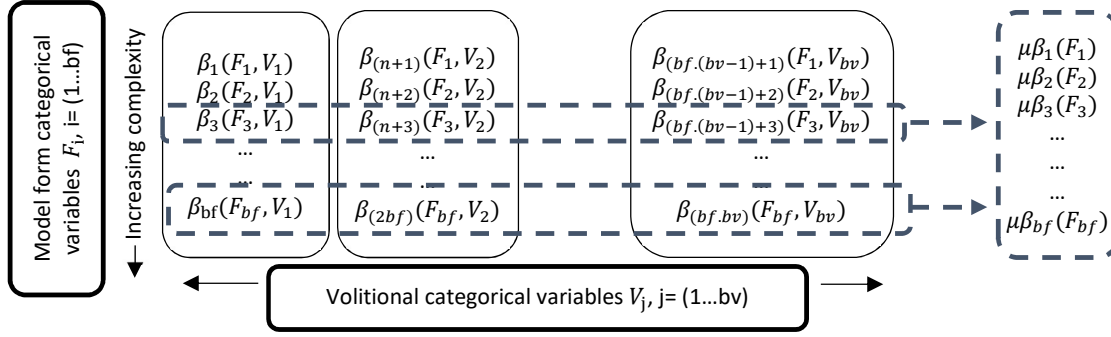 Model form categorical
variables F_i, i= (1...bf)
Increasing complexity
β_1(F_1, V_1)
β_2(F_2, V_1)
β_3(F_3, V_1)
...
...
β_bf(F_bf, V_1)
β_(n+1)(F_1, V_2)
β_(n+2)(F_2, V_2)
β_(n+3)(F_3, V_2)
...
...
β_(2bf)(F_bf, V_2)
β_(bf.(bv−1)+1)(F_1, V_bv)
β_(bf.(bv−1)+2)(F_2, V_bv)
β_(bf.(bv−1)+3)(F_3, V_bv)
...
...
β_(bf.bv)(F_bf, V_bv)
μβ_1(F_1)
μβ_2(F_2)
μβ_3(F_3)
...
...
...
μβ_bf(F_bf)
Volitional categorical variables V_j, j= (1...bv)